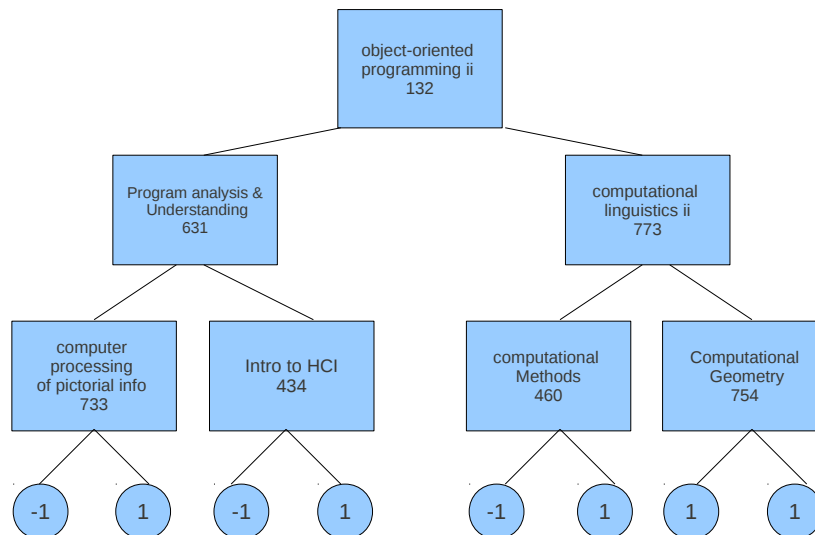 object-oriented
programming ii
132
Program analysis &
Understanding
631
computational
linguistics ii
773
computer
processing
of pictorial info
733
Intro to HCI
434
computational
Methods
460
Computational
Geometry
754
-1
1
-1
1
-1
1
1
1